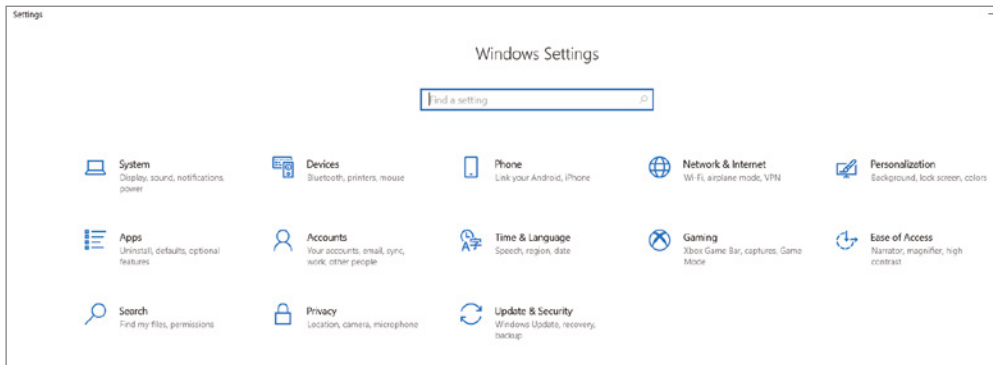 Settings
Windows Settings
Find a setting
System
Display, sound, notifications,
power
Devices
Bluetooth, printers, mouse
Phone
Link your Android, iPhone
Network & Internet
Wi-Fi, airplane mode, VPN
Personalization
Background, lock screen, colors
Apps
Uninstall, defaults, optional
features
Accounts
Your accounts, email, sync,
work, other people
Time & Language
Speech, region, date
Gaming
Xbox Game Bar, captures, Game
Mode
Ease of Access
Narrator, magnifier, high
contrast
Search
Find my files, permissions
Privacy
Location, camera, microphone
Update & Security
Windows Update, recovery,
backup